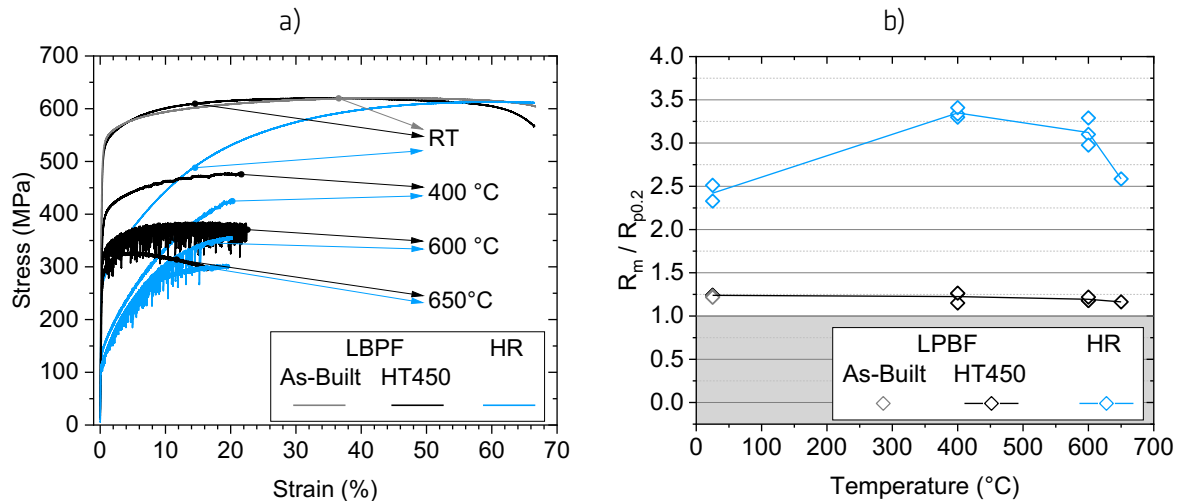 a)
700
600
500
400
300
200
100
0
Stress (MPa)
0 10 20 30 40 50 60 70
Strain (%)
RT
400 °C
600 °C
650°C
LBPF HR
As-Built HT450
b)
4.0
3.5
3.0
2.5
2.0
1.5
1.0
0.5
0.0
Rm / Rp0.2
0 100 200 300 400 500 600 700
Temperature (°C)
LPBF HR
As-Built HT450